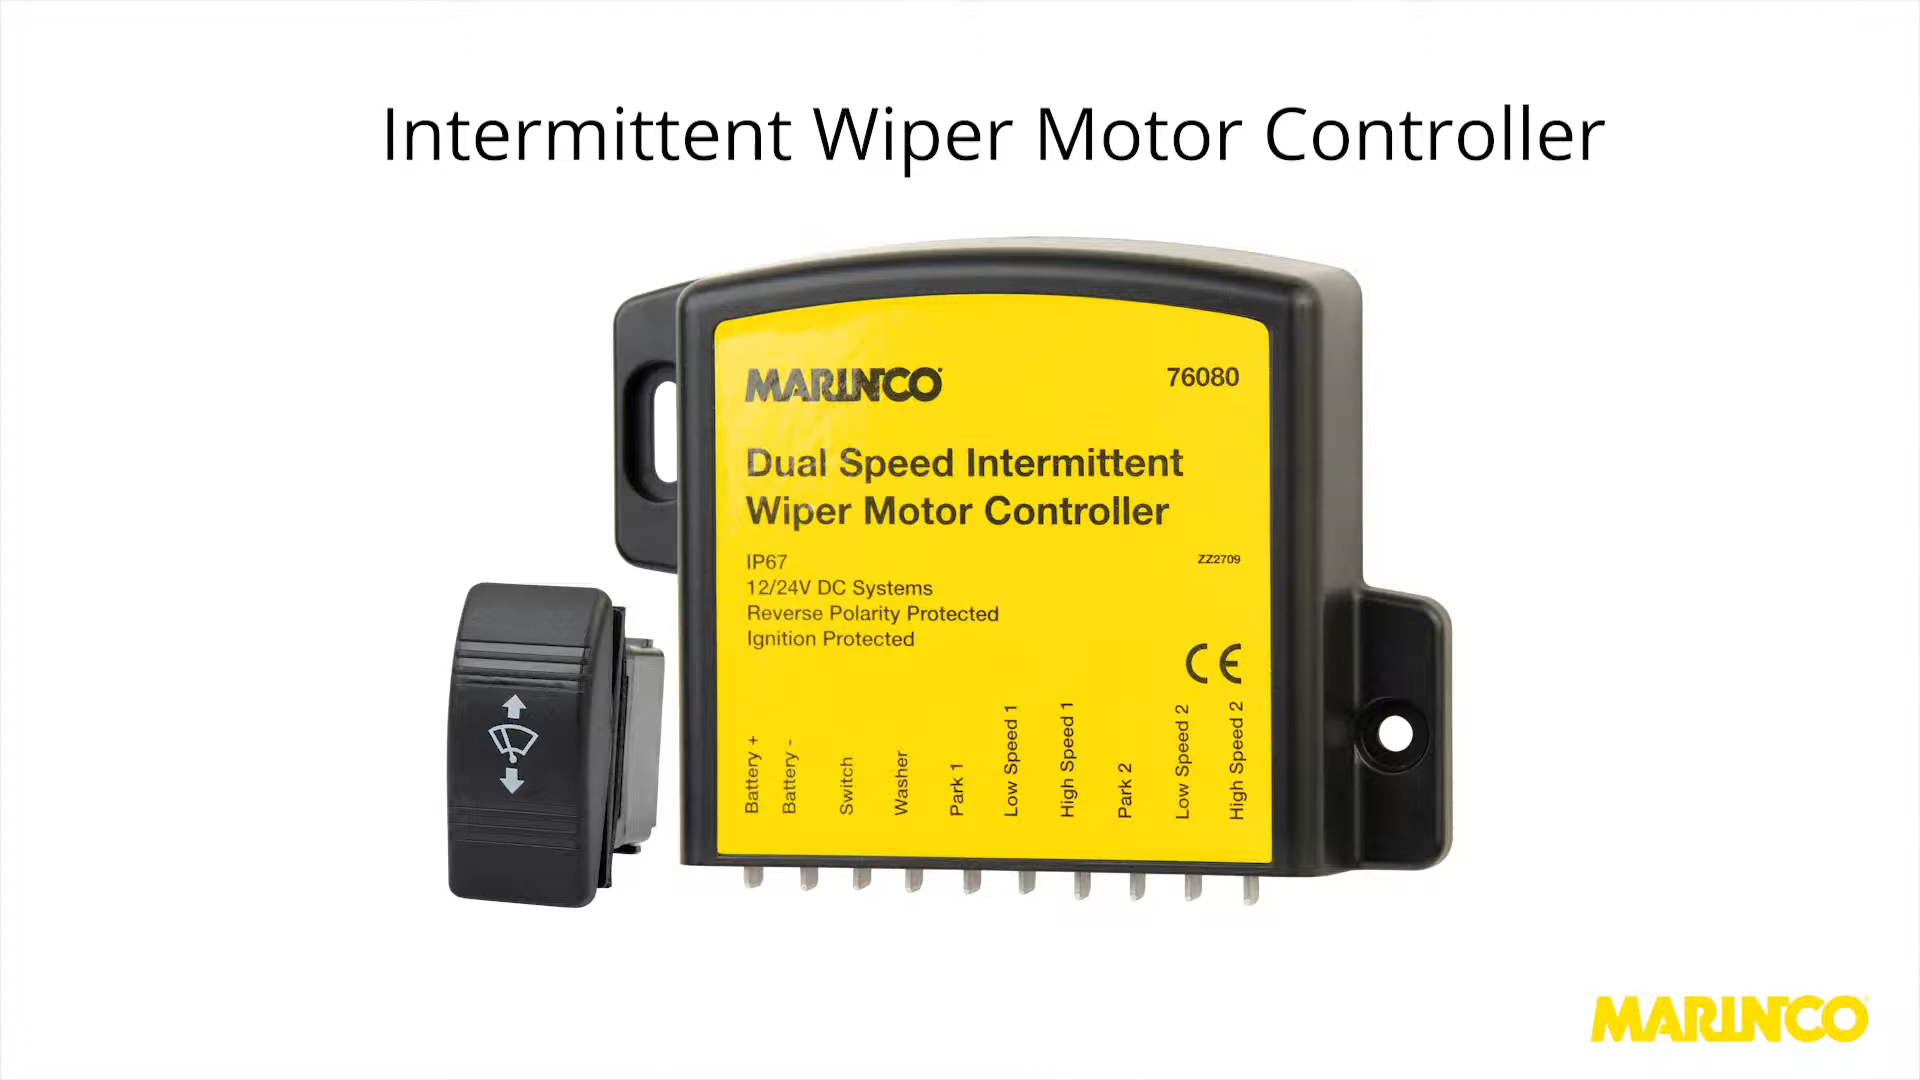 Intermittent Wiper Motor Controller
MARINCO
76080
Dual Speed Intermittent
Wiper Motor Controller
IP67
ZZ2709
12/24V DC Systems
Reverse Polarity Protected
Ignition Protected
CE
Battery +
Battery -
Switch
Washer
Park 1
Low Speed 1
High Speed 1
Park 2
Low Speed 2
High Speed 2
MARINCO